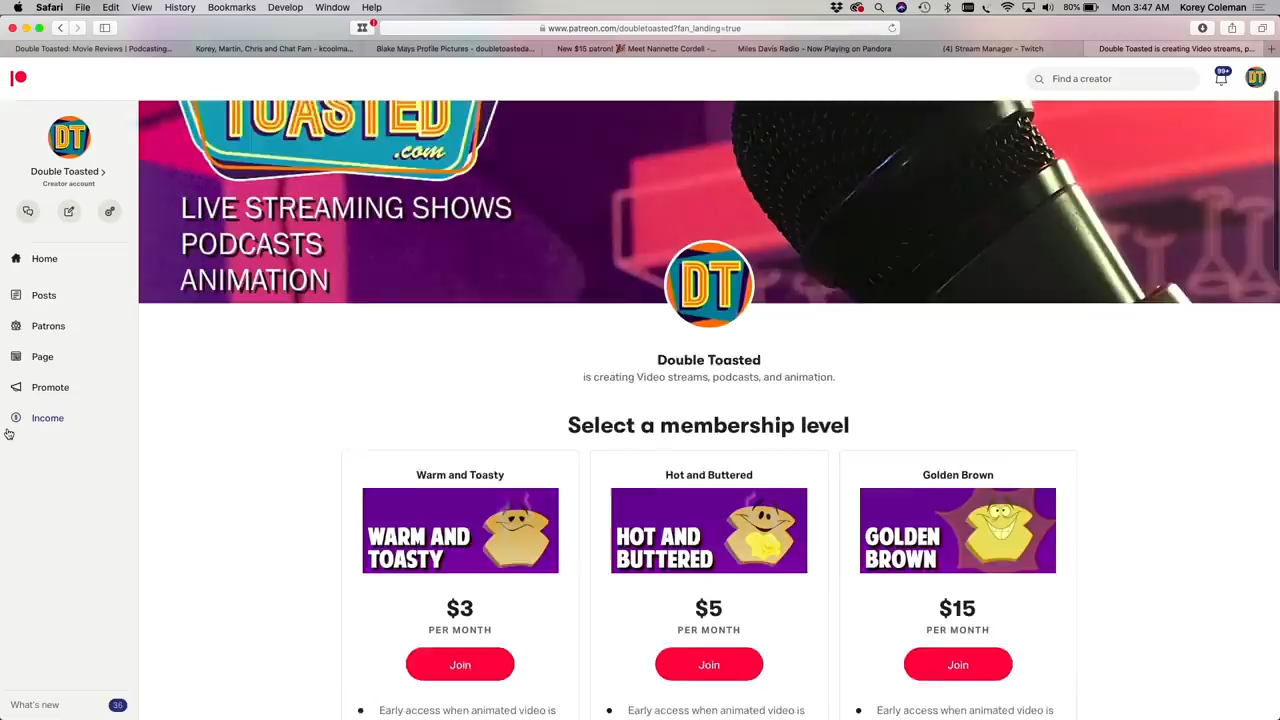 Safari File Edit View History Bookmarks Develop Window Help
80% Mon 3:47 AM Korey Coleman
www.patreon.com/doubletoasted?fan_landing=true
Double Toasted: Movie Reviews | Podcasting... Korey, Martin, Chris and Chat Fam - kcoolma... Blake Mays Profile Pictures - doubletoasteda... New $15 patron! 🎉 Meet Nannette Cordell -... Miles Davis Radio - Now Playing on Pandora (4) Stream Manager - Twitch Double Toasted is creating Video streams, p...
Find a creator
99+
DT
DT
Double Toasted >
Creator account
Home
Posts
Patrons
Page
Promote
Income
What's new 36
TOASTED
.com
LIVE STREAMING SHOWS
PODCASTS
ANIMATION
DT
Double Toasted
is creating Video streams, podcasts, and animation.
Select a membership level
Warm and Toasty
WARM AND
TOASTY
$3
PER MONTH
Join
Early access when animated video is
Hot and Buttered
HOT AND
BUTTERED
$5
PER MONTH
Join
Early access when animated video is
Golden Brown
GOLDEN
BROWN
$15
PER MONTH
Join
Early access when animated video is